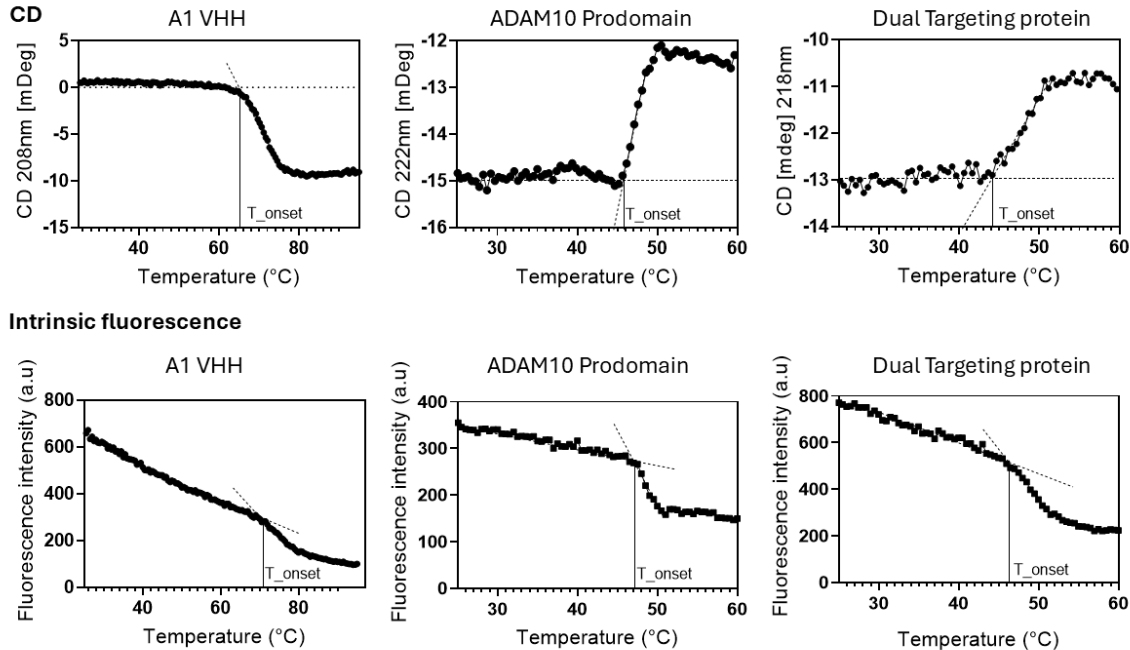 CD
A1 VHH
CD 208nm [mDeg]
5
0
-5
-10
-15
T_onset
40 60 80
Temperature (°C)
ADAM10 Prodomain
CD 222nm [mDeg]
-12
-13
-14
-15
-16
T_onset
30 40 50 60
Temperature (°C)
Dual Targeting protein
CD [mdeg] 218nm
-10
-11
-12
-13
-14
T_onset
30 40 50 60
Temperature (°C)
Intrinsic fluorescence
A1 VHH
Fluorescence intensity (a.u)
800
600
400
200
0
T_onset
40 60 80
Temperature (°C)
ADAM10 Prodomain
Fluorescence intensity (a.u)
400
300
200
100
0
T_onset
30 40 50 60
Temperature (°C)
Dual Targeting protein
Fluorescence intensity (a.u)
800
600
400
200
0
T_onset
30 40 50 60
Temperature (°C)